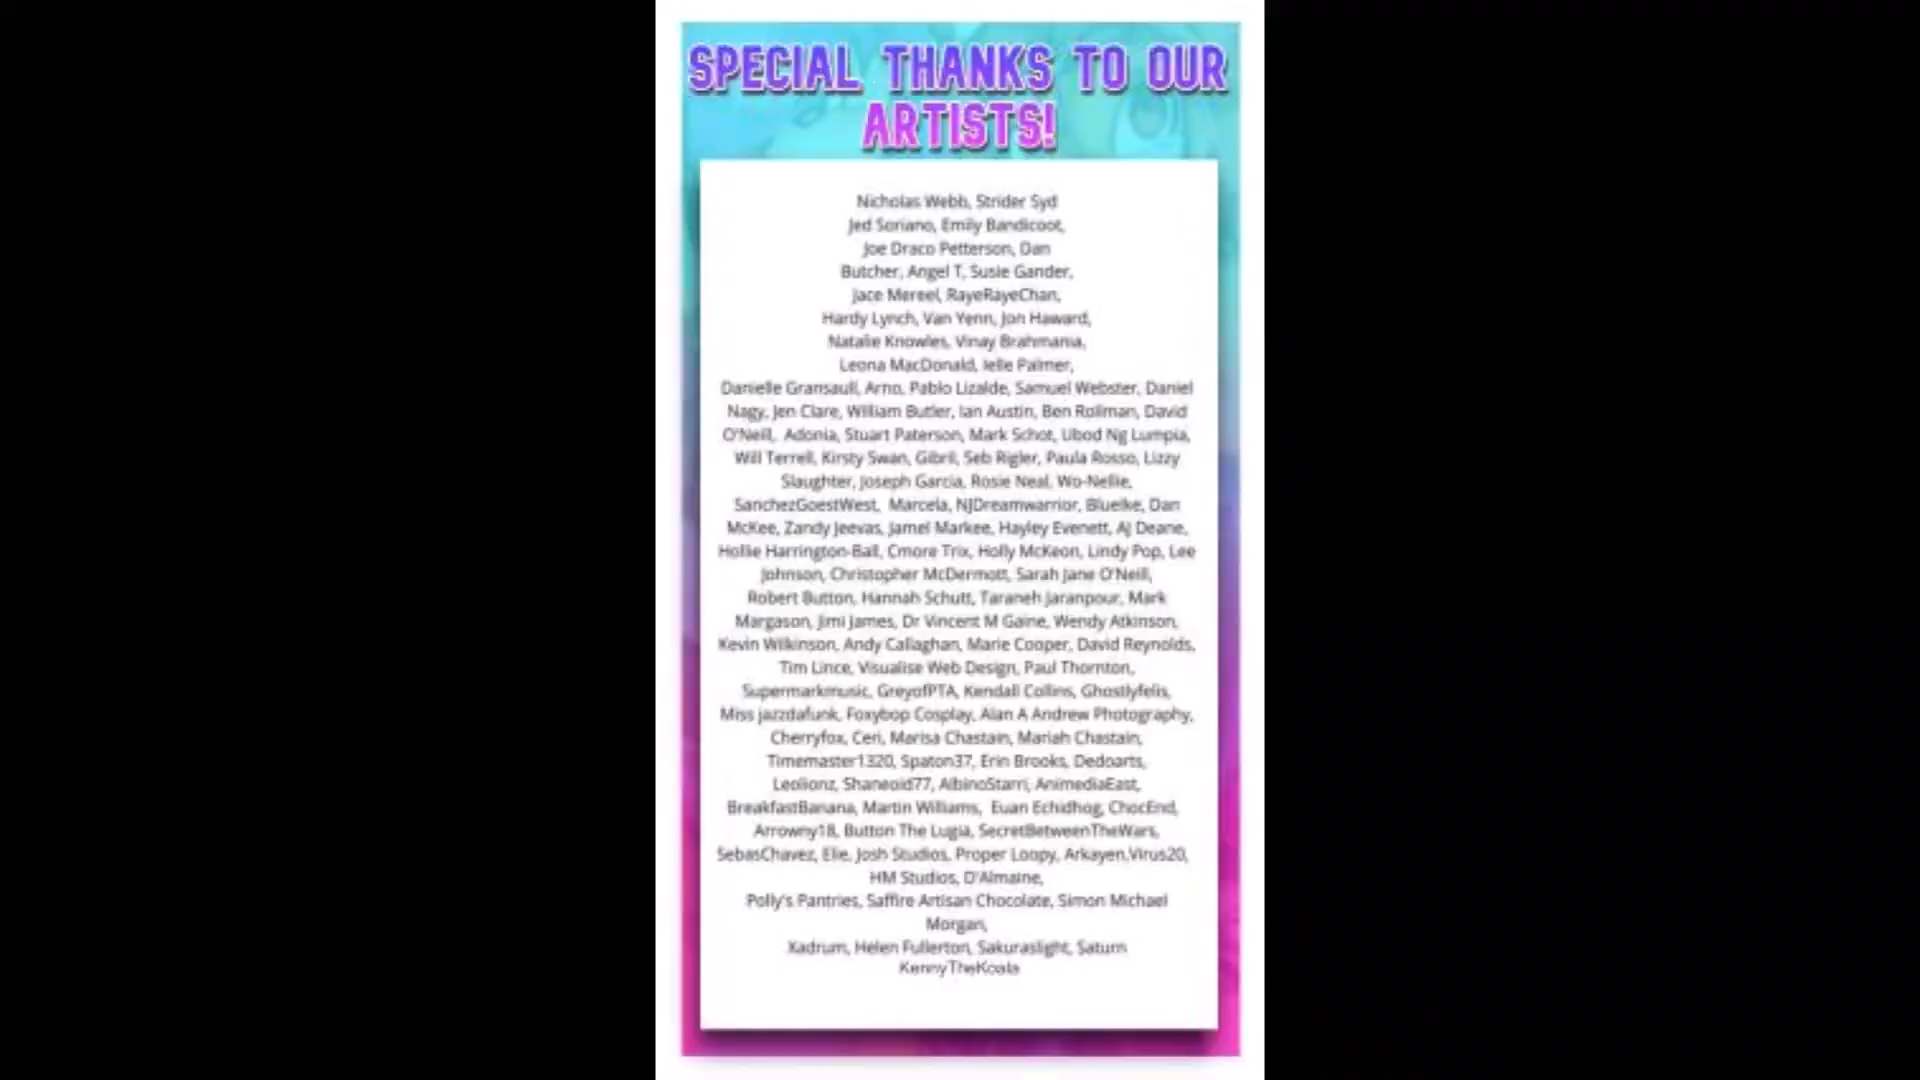 SPECIAL THANKS TO OUR
ARTISTS!
Nicholas Webb, Strider Syd
Jed Soriano, Emily Bandicoot,
Joe Draco Petterson, Dan
Butcher, Angel T, Susie Gander,
Jace Mereel, RayeRayeChan,
Hardy Lynch, Van Yenn, Jon Haward,
Natalie Knowles, Vinay Brahmania,
Leona MacDonald, Ielle Palmer,
Danielle Gransaull, Arno, Pablo Lizalde, Samuel Webster, Daniel
Nagy, Jen Clare, William Butler, Ian Austin, Ben Rollman, David
O'Neill,  Adonia, Stuart Paterson, Mark Schot, Ubod Ng Lumpia,
Will Terrell, Kirsty Swan, Gibril, Seb Rigler, Paula Rosso, Lizzy
Slaughter, Joseph Garcia, Rosie Neal, Wo-Nellie,
SanchezGoestWest,  Marcela, NJDreamwarrior, Bluelke, Dan
McKee, Zandy Jeevas, Jamel Markee, Hayley Evenett, AJ Deane,
Hollie Harrington-Ball, Cmore Trix, Holly McKeon, Lindy Pop, Lee
Johnson, Christopher McDermott, Sarah Jane O'Neill,
Robert Button, Hannah Schutt, Taraneh Jaranpour, Mark
Margason, Jimi James, Dr Vincent M Gaine, Wendy Atkinson,
Kevin Wilkinson, Andy Callaghan, Marie Cooper, David Reynolds,
Tim Lince, Visualise Web Design, Paul Thornton,
Supermarkmusic, GreyofPTA, Kendall Collins, Ghostlyfelis,
Miss jazzdafunk, Foxybop Cosplay, Alan A Andrew Photography,
Cherryfox, Ceri, Marisa Chastain, Mariah Chastain,
Timemaster1320, Spaton37, Erin Brooks, Dedoarts,
Leolionz, Shaneoid77, AlbinoStarri, AnimediaEast,
BreakfastBanana, Martin Williams,  Euan Echidhog, ChocEnd,
Arrowny18, Button The Lugia, SecretBetweenTheWars,
SebasChavez, Elie, Josh Studios, Proper Loopy, Arkayen,Virus20,
HM Studios, D'Almaine,
Polly's Pantries, Saffire Artisan Chocolate, Simon Michael
Morgan,
Xadrum, Helen Fullerton, Sakuraslight, Saturn
KennyTheKoala